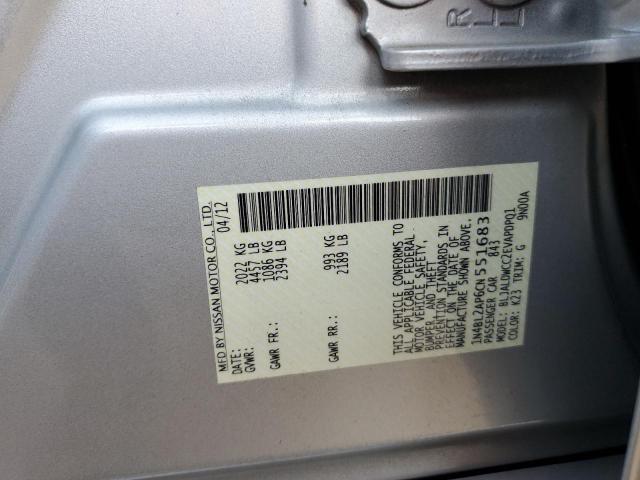 R
L
MFD BY NISSAN MOTOR CO., LTD.
DATE: 04/12
GVWR: 2022 KG
4457 LB
GAWR FR: 1086 KG
2394 LB
GAWR RR: 993 KG
2189 LB
THIS VEHICLE CONFORMS TO
ALL APPLICABLE FEDERAL
MOTOR VEHICLE SAFETY,
BUMPER, AND THEFT
PREVENTION STANDARDS IN
EFFECT ON THE DATE OF
MANUFACTURE SHOWN ABOVE.
1N4BL2AP6CN551683
PASSENGER CAR 843
MODEL: BLJALDWCC2EVAPDPQ1
COLOR: K23 TRIM: G 9N00A